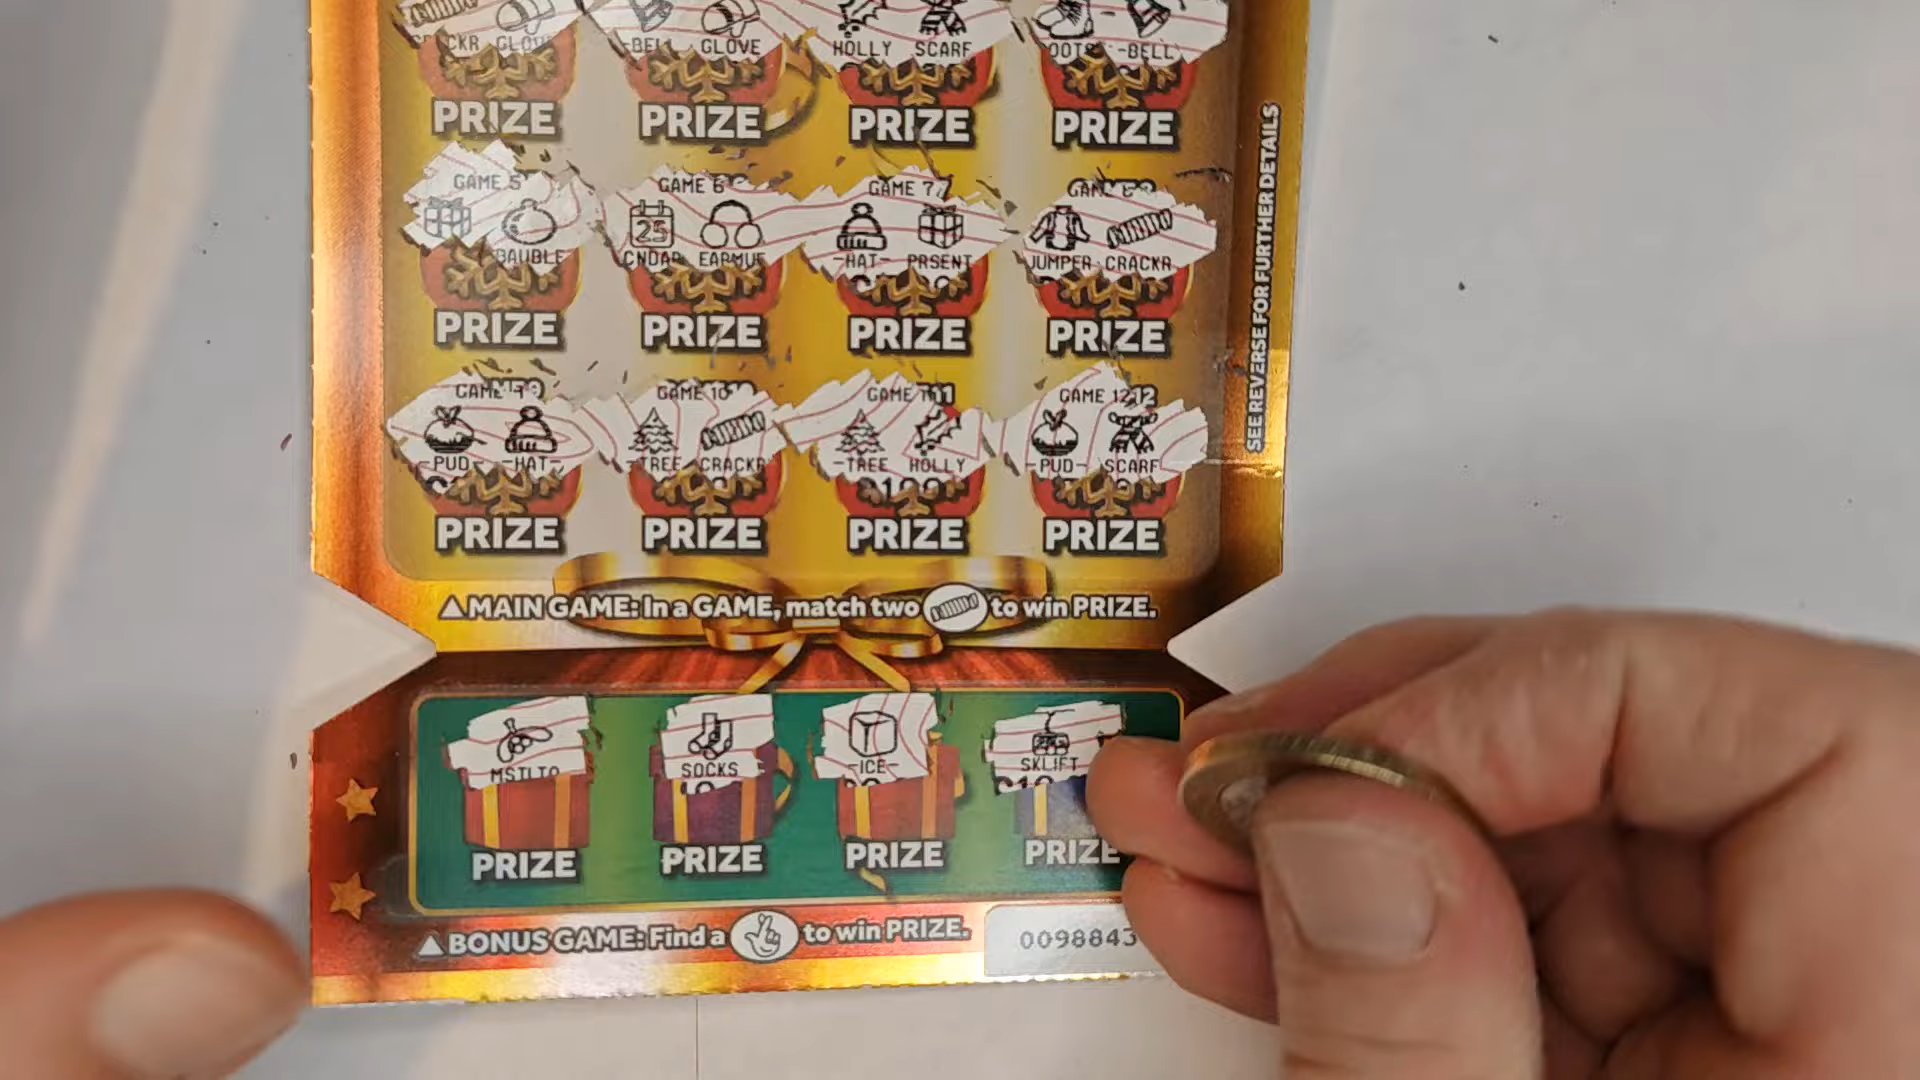 GLOVE BELL GLOVE HOLLY SCARF BELL
PRIZE PRIZE PRIZE PRIZE
GAME 5 GAME 6 GAME 7
25
BAUBLE CNDAR EARMUF -HAT- PRSENT JUMPER CRACKR
PRIZE PRIZE PRIZE PRIZE
GAME 10 GAME 11 GAME 12
-PUD- -HAT- -TREE- CRACKR -TREE- HOLLY -PUD- SCARF
PRIZE PRIZE PRIZE PRIZE
▲MAIN GAME: In a GAME, match two to win PRIZE.
MSTLTO SOCKS -ICE- SKLIFT
PRIZE PRIZE PRIZE PRIZE
▲BONUS GAME: Find a to win PRIZE.
0098843
SEE REVERSE FOR FURTHER DETAILS